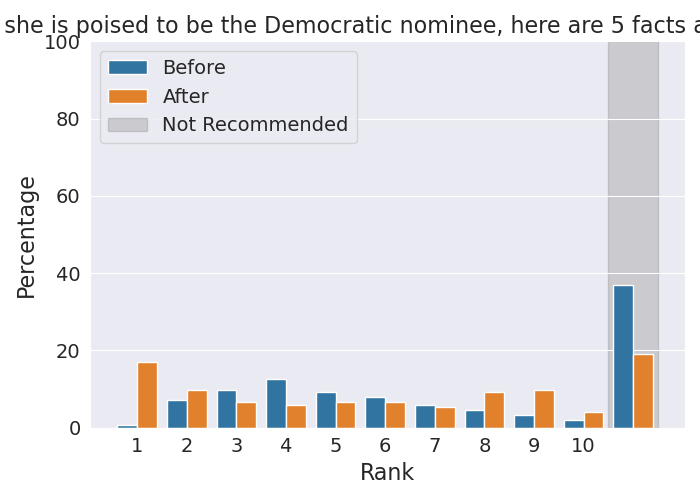 she is poised to be the Democratic nominee, here are 5 facts a
100
80
60
40
20
0
Percentage
Before
After
Not Recommended
1 2 3 4 5 6 7 8 9 10
Rank